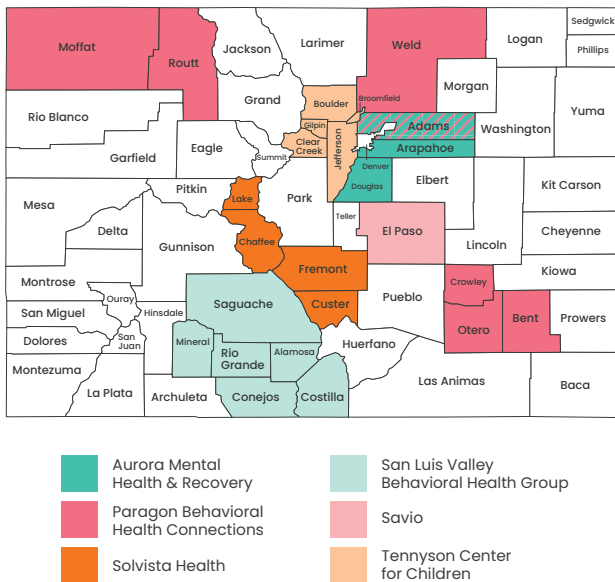 Moffat
Routt
Jackson
Larimer
Weld
Logan
Sedgwick
Phillips
Morgan
Grand
Boulder
Broomfield
Rio Blanco
Gilpin
Clear
Creek
Jefferson
Adams
Arapahoe
Washington
Yuma
Garfield
Eagle
Summit
Denver
Douglas
Elbert
Kit Carson
Pitkin
Lake
Park
Mesa
Teller
El Paso
Lincoln
Cheyenne
Delta
Gunnison
Chaffee
Fremont
Kiowa
Crowley
Montrose
Ouray
Saguache
Custer
Pueblo
San Miguel
Hinsdale
Otero
Bent
Prowers
Dolores
San
Juan
Mineral
Rio
Grande
Alamosa
Huerfano
Montezuma
La Plata
Archuleta
Conejos
Costilla
Las Animas
Baca
Aurora Mental
Health & Recovery
Paragon Behavioral
Health Connections
Solvista Health
San Luis Valley
Behavioral Health Group
Savio
Tennyson Center
for Children